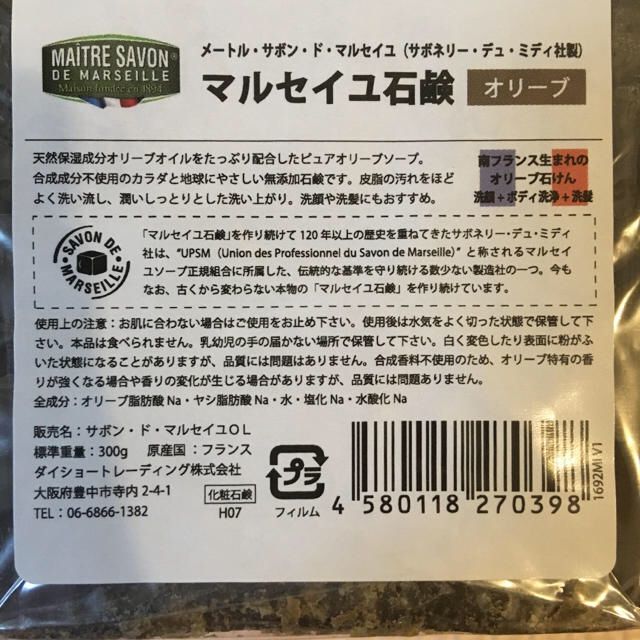 MAÎTRE SAVON®
DE MARSEILLE
Maison fondée en 1894
メートル・サボン・ド・マルセイユ（サボネリー・デュ・ミディ社製）
マルセイユ石鹸 オリーブ
天然保湿成分オリーブオイルをたっぷり配合したピュアオリーブソープ。
合成成分不使用のカラダと地球にやさしい無添加石鹸です。皮脂の汚れをほど
よく洗い流し、潤いしっとりとした洗い上がり。洗顔や洗髪にもおすすめ。
南フランス生まれの
オリーブ石けん
洗顔＋ボディ洗浄＋洗髪
SAVON DE
MARSEILLE
「マルセイユ石鹸」を作り続けて 120 年以上の歴史を重ねてきたサボネリー・デュ・ミディ
社は、“UPSM（Union des Professionnel du Savon de Marseille）” と称されるマルセイ
ユソープ正規組合に所属した、伝統的な基準を守り続ける数少ない製造社の一つ。今も
なお、古くから変わらない本物の「マルセイユ石鹸」を作り続けています。
使用上の注意：お肌に合わない場合はご使用をお止め下さい。使用後は水気をよく切った状態で保管して下
さい。本品は食べられません。乳幼児の手の届かない場所で保管して下さい。白く変色したり表面に粉がふ
いた状態になることがありますが、品質には問題はありません。合成香料不使用のため、オリーブ特有の香
りが強くなる場合や香りの変化が生じる場合がありますが、品質には問題ありません。
全成分：オリーブ脂肪酸 Na・ヤシ脂肪酸 Na・水・塩化 Na・水酸化 Na
販売名：サボン・ド・マルセイユＯＬ
標準重量：300g 原産国：フランス
ダイショートレーディング株式会社
大阪府豊中市寺内 2-4-1
TEL：06-6866-1382
化粧石鹸
H07
プラ
フィルム
4 580118 270398
1692MI V1